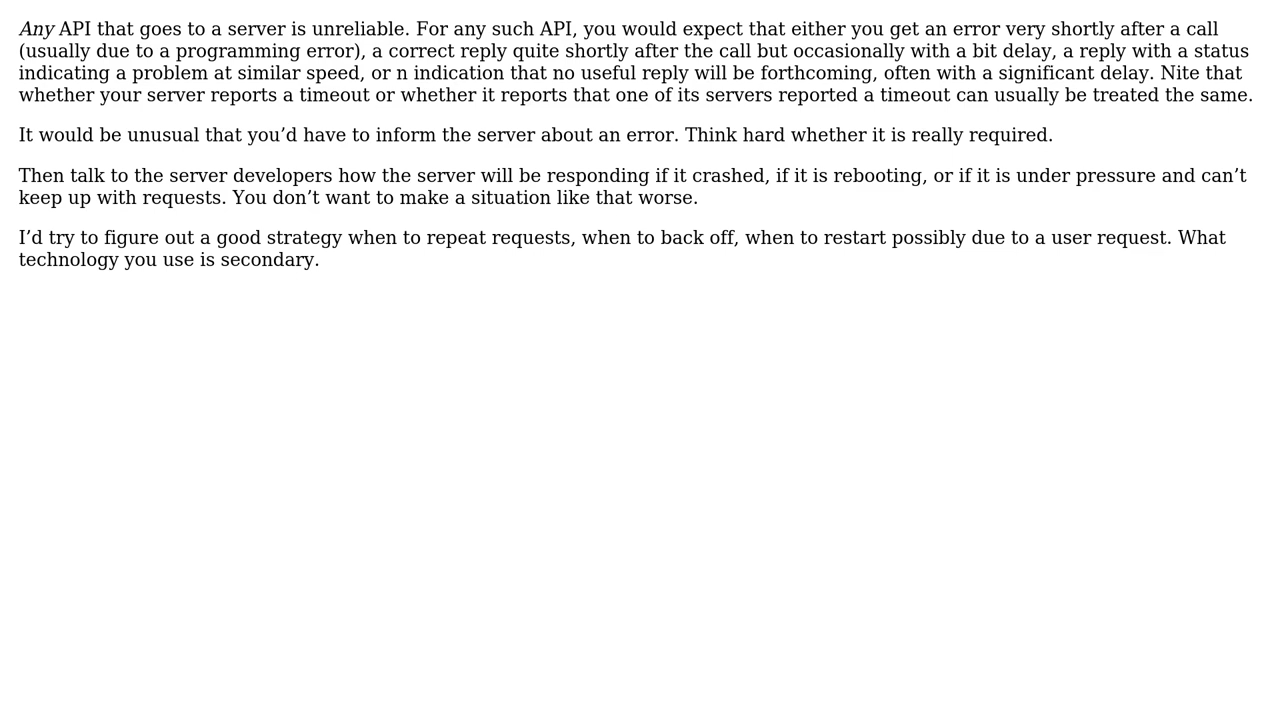 Any API that goes to a server is unreliable. For any such API, you would expect that either you get an error very shortly after a call
(usually due to a programming error), a correct reply quite shortly after the call but occasionally with a bit delay, a reply with a status
indicating a problem at similar speed, or n indication that no useful reply will be forthcoming, often with a significant delay. Nite that
whether your server reports a timeout or whether it reports that one of its servers reported a timeout can usually be treated the same.
It would be unusual that you’d have to inform the server about an error. Think hard whether it is really required.
Then talk to the server developers how the server will be responding if it crashed, if it is rebooting, or if it is under pressure and can’t
keep up with requests. You don’t want to make a situation like that worse.
I’d try to figure out a good strategy when to repeat requests, when to back off, when to restart possibly due to a user request. What
technology you use is secondary.